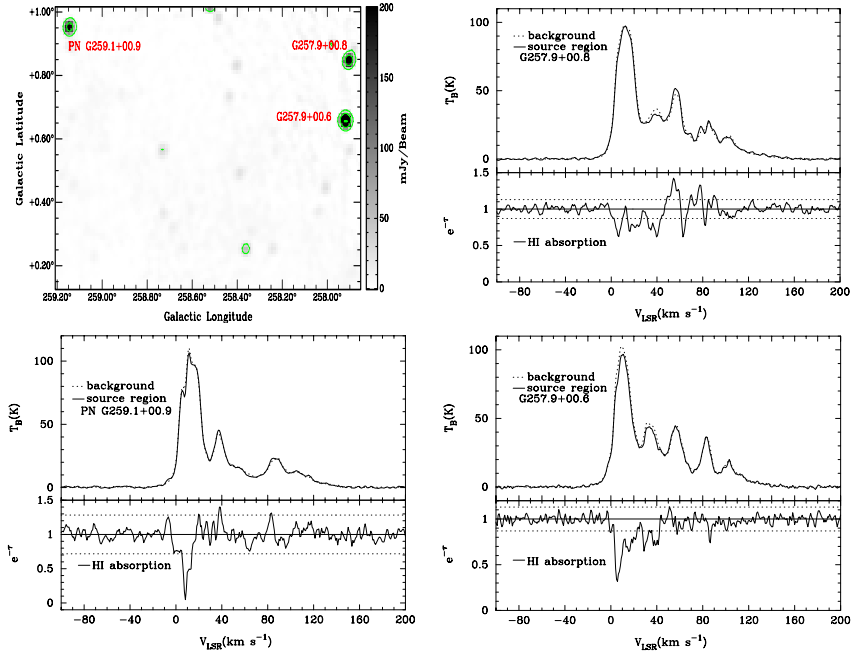 +1.00°
+0.80°
+0.60°
+0.40°
+0.20°
Galactic Latitude
PN G259.1+00.9
G257.9+00.8
G257.9+00.6
259.20° 259.00° 258.80° 258.60° 258.40° 258.20° 258.00°
Galactic Longitude
200
150
100
50
0
mJy/Beam
100
50
0
T_B(K)
background
source region
G257.9+00.8
1.5
1
0.5
0
e^-τ
HI absorption
-80 -40 0 40 80 120 160 200
V_LSR(km s⁻¹)
100
50
0
T_B(K)
background
source region
PN G259.1+00.9
1.5
1
0.5
0
e^-τ
HI absorption
-80 -40 0 40 80 120 160 200
V_LSR(km s⁻¹)
100
50
0
T_B(K)
background
source region
G257.9+00.6
1
0.5
0
e^-τ
HI absorption
-80 -40 0 40 80 120 160 200
V_LSR(km s⁻¹)